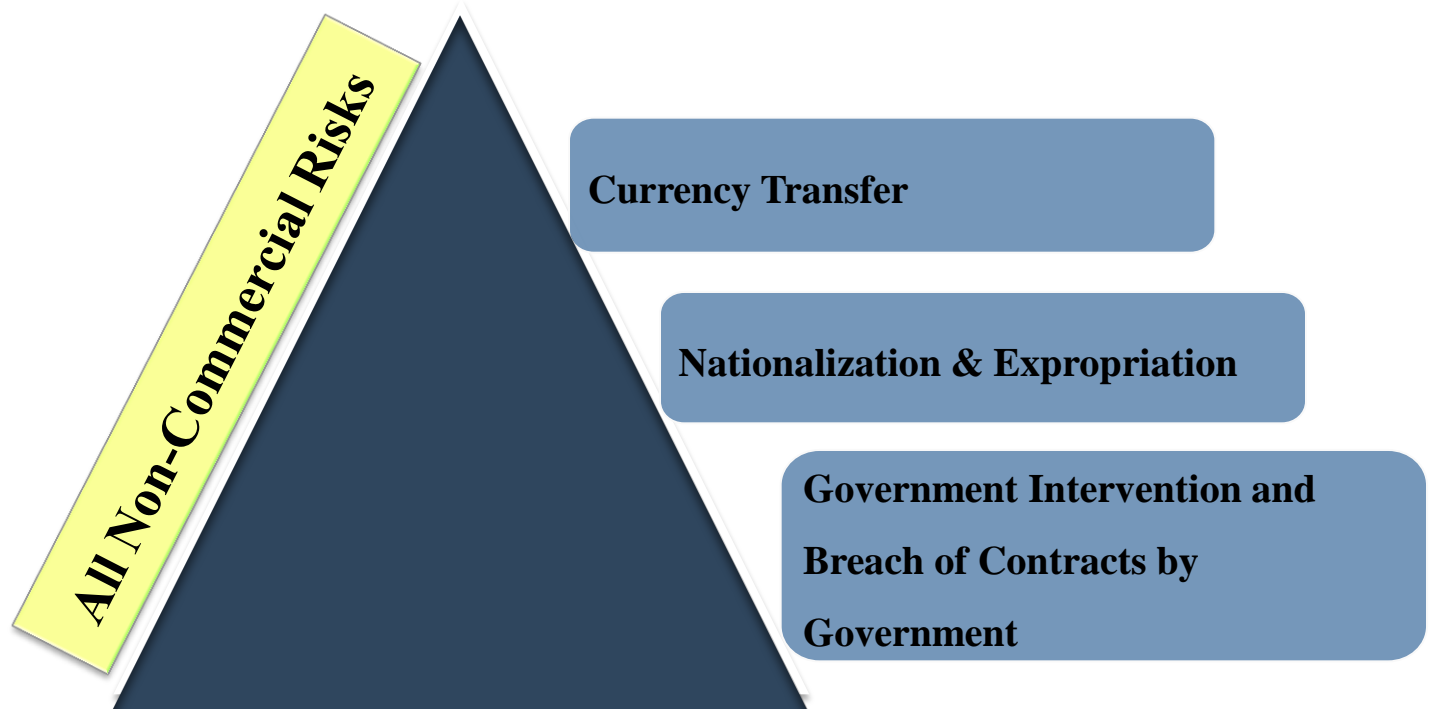 All Non-Commercial Risks
Currency Transfer
Nationalization & Expropriation
Government Intervention and
Breach of Contracts by
Government